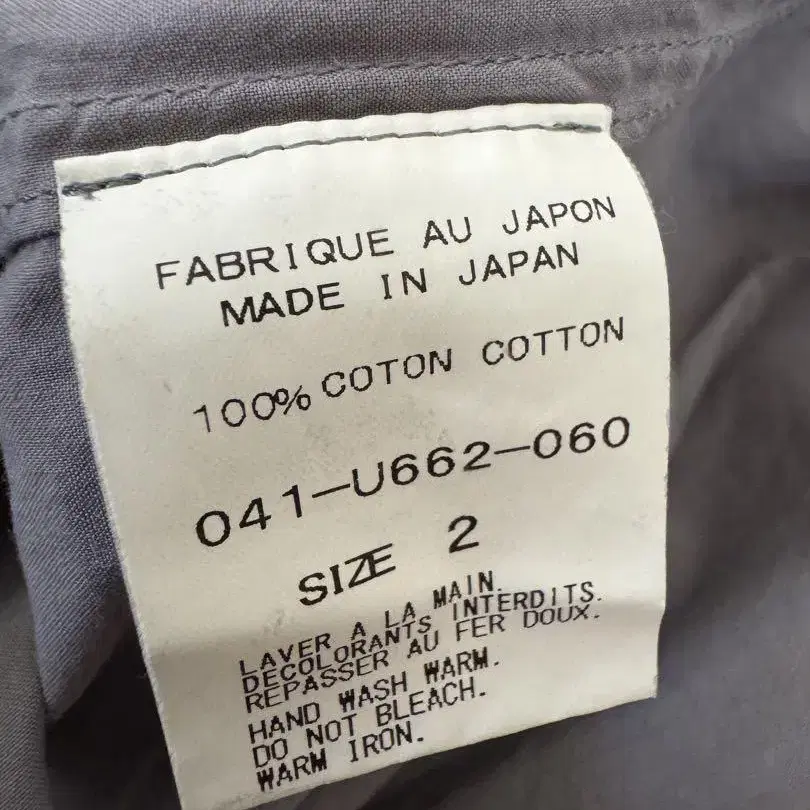 FABRIQUE AU JAPON
MADE IN JAPAN
100% COTON COTTON
041-U662-060
SIZE 2
LAVER A LA MAIN.
DECOLORANTS INTERDITS.
REPASSER AU FER DOUX.
HAND WASH WARM.
DO NOT BLEACH.
WARM IRON.